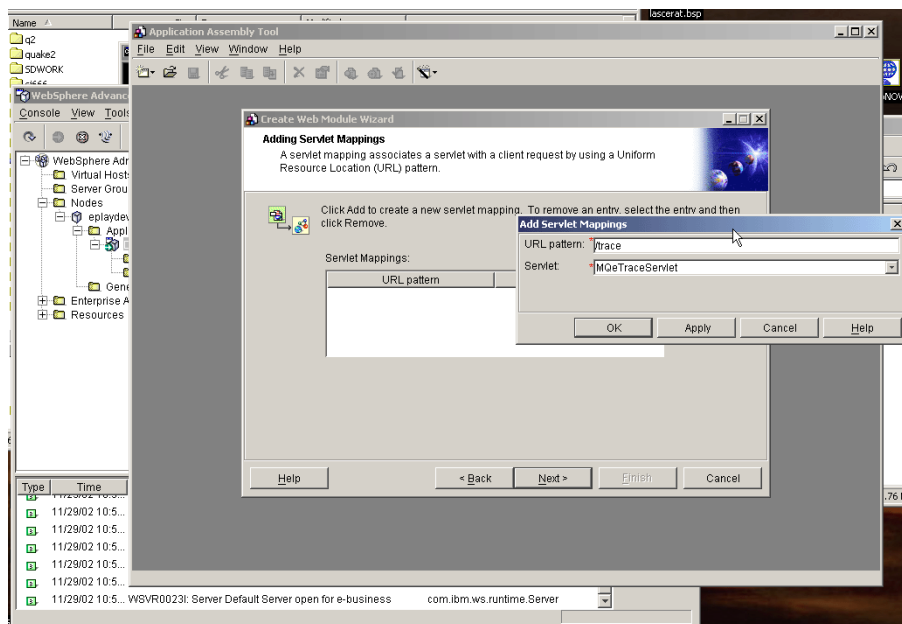 lascerat.bsp
Name
q2
quake2
SDWORK
Application Assembly Tool
File Edit View Window Help
WebSphere Advanc
Console View Tools
WebSphere Adr
Virtual Host
Server Grou
Nodes
eplaydev
Appl
Gene
Enterprise A
Resources
Create Web Module Wizard
Adding Servlet Mappings
A servlet mapping associates a servlet with a client request by using a Uniform
Resource Location (URL) pattern.
Click Add to create a new servlet mapping. To remove an entry, select the entry and then
click Remove.
Servlet Mappings:
URL pattern
Add Servlet Mappings
URL pattern: * /trace
Servlet: * MQeTraceServlet
OK Apply Cancel Help
Help < Back Next > Finish Cancel
Type Time
11/29/02 10:5...
11/29/02 10:5...
11/29/02 10:5...
11/29/02 10:5...
11/29/02 10:5...
11/29/02 10:5... WSVR0023I: Server Default Server open for e-business com.ibm.ws.runtime.Server